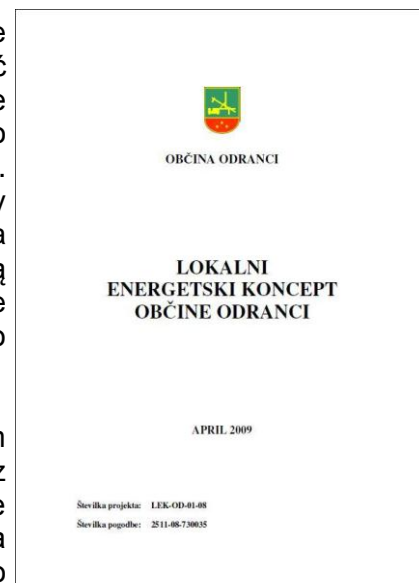 OBČINA ODRANCI
LOKALNI
ENERGETSKI KONCEPT
OBČINE ODRANCI
APRIL 2009
Številka projekta: LEK-OD-01-08
Številka pogodbe: 2511-08-730035